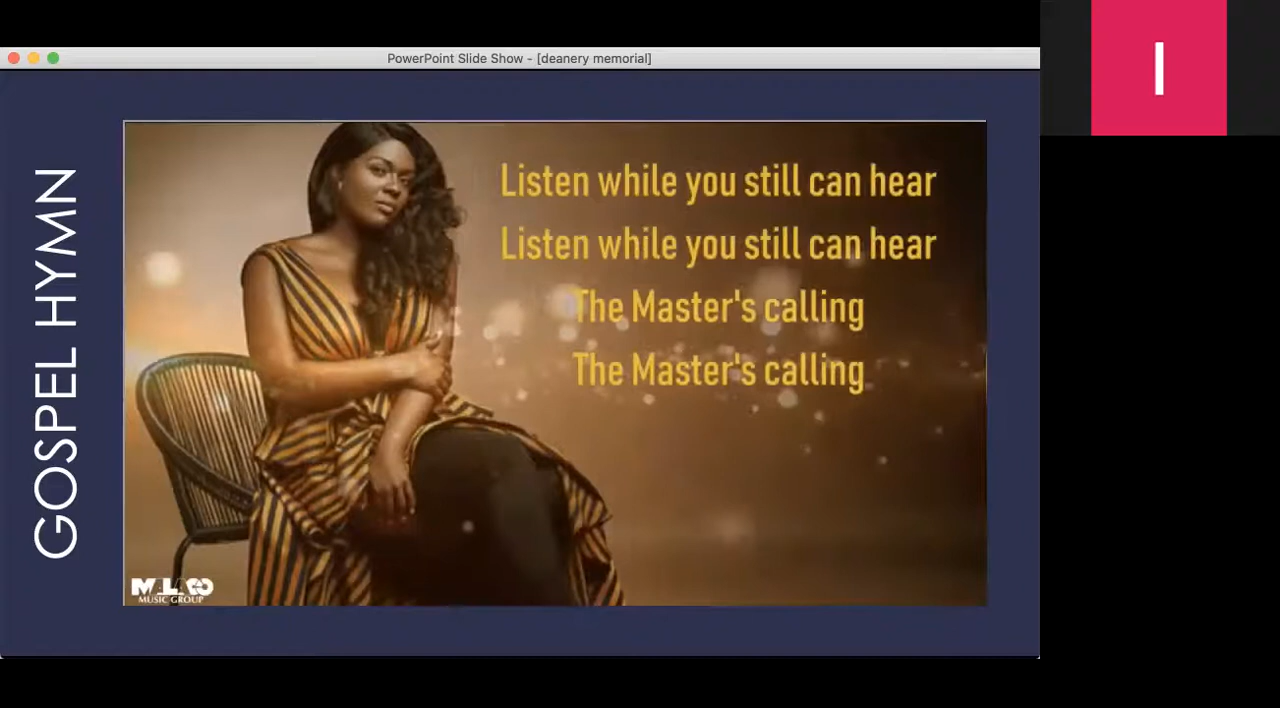 PowerPoint Slide Show - [deanery memorial]
I
GOSPEL HYMN
Listen while you still can hear
Listen while you still can hear
The Master's calling
The Master's calling
MALACO
MUSIC GROUP